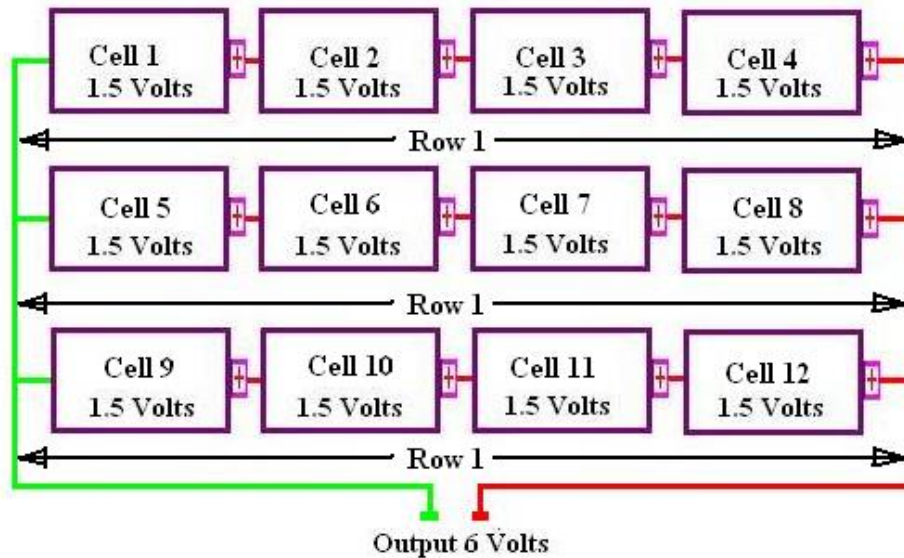 Cell 1 Cell 2 Cell 3 Cell 4
1.5 Volts 1.5 Volts 1.5 Volts 1.5 Volts
+ + + +
Row 1
Cell 5 Cell 6 Cell 7 Cell 8
1.5 Volts 1.5 Volts 1.5 Volts 1.5 Volts
+ + + +
Row 1
Cell 9 Cell 10 Cell 11 Cell 12
1.5 Volts 1.5 Volts 1.5 Volts 1.5 Volts
+ + + +
Row 1
Output 6 Volts